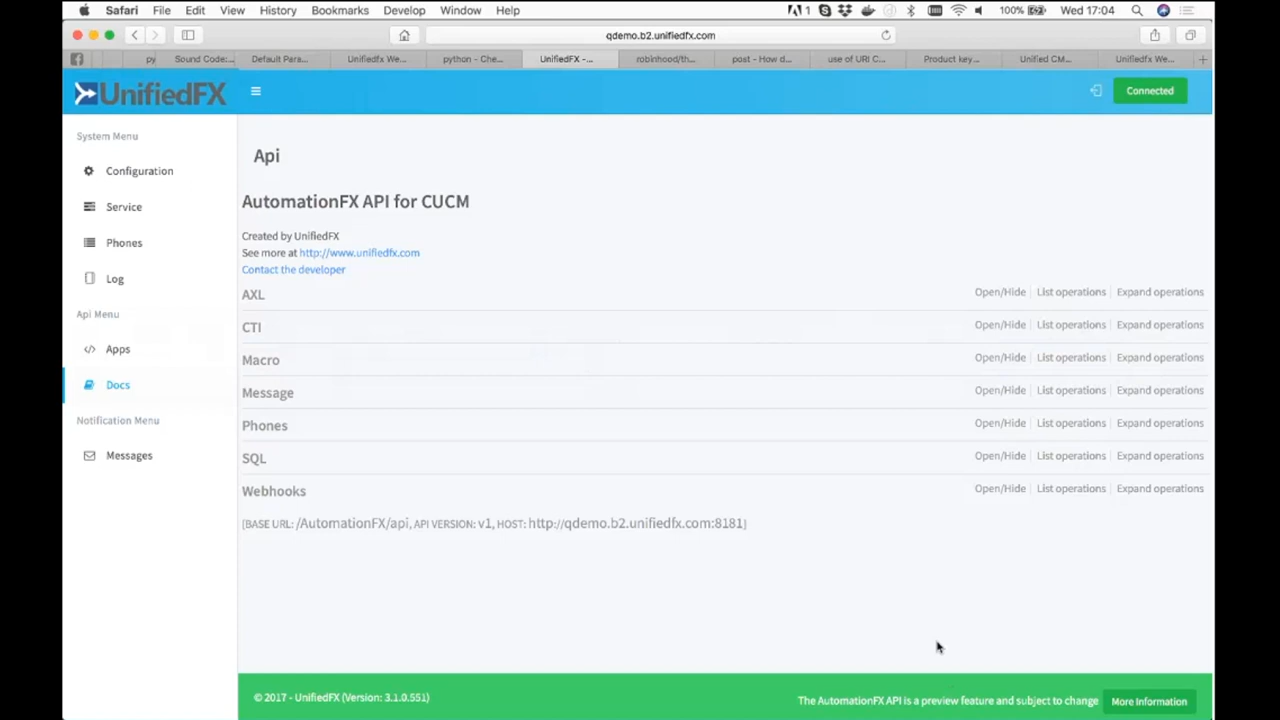 Safari File Edit View History Bookmarks Develop Window Help 1 100% Wed 17:04
qdemo.b2.unifiedfx.com
py Sound Code:... Default Para... Unifiedfx We... python - Che... UnifiedFX -... robinhood/th... post - How d... use of URI C... Product key... Unified CM... Unifiedfx We... +
UnifiedFX
Connected
System Menu
Configuration
Service
Phones
Log
Api Menu
Apps
Docs
Notification Menu
Messages
Api
AutomationFX API for CUCM
Created by UnifiedFX
See more at http://www.unifiedfx.com
Contact the developer
AXL Open/Hide List operations Expand operations
CTI Open/Hide List operations Expand operations
Macro Open/Hide List operations Expand operations
Message Open/Hide List operations Expand operations
Phones Open/Hide List operations Expand operations
SQL Open/Hide List operations Expand operations
Webhooks Open/Hide List operations Expand operations
[BASE URL: /AutomationFX/api, API VERSION: v1, HOST: http://qdemo.b2.unifiedfx.com:8181]
© 2017 - UnifiedFX (Version: 3.1.0.551)
The AutomationFX API is a preview feature and subject to change More Information